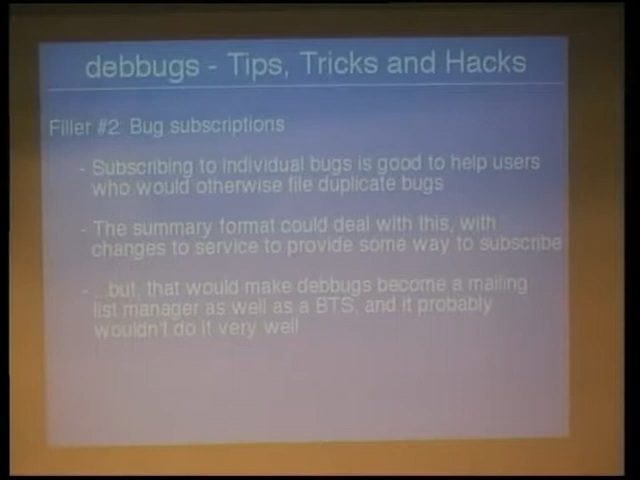 debbugs - Tips, Tricks and Hacks
Filler #2: Bug subscriptions
- Subscribing to individual bugs is good to help users
who would otherwise file duplicate bugs
- The summary format could deal with this, with
changes to service to provide some way to subscribe
- ...but, that would make debbugs become a mailing
list manager as well as a BTS, and it probably
wouldn't do it very well